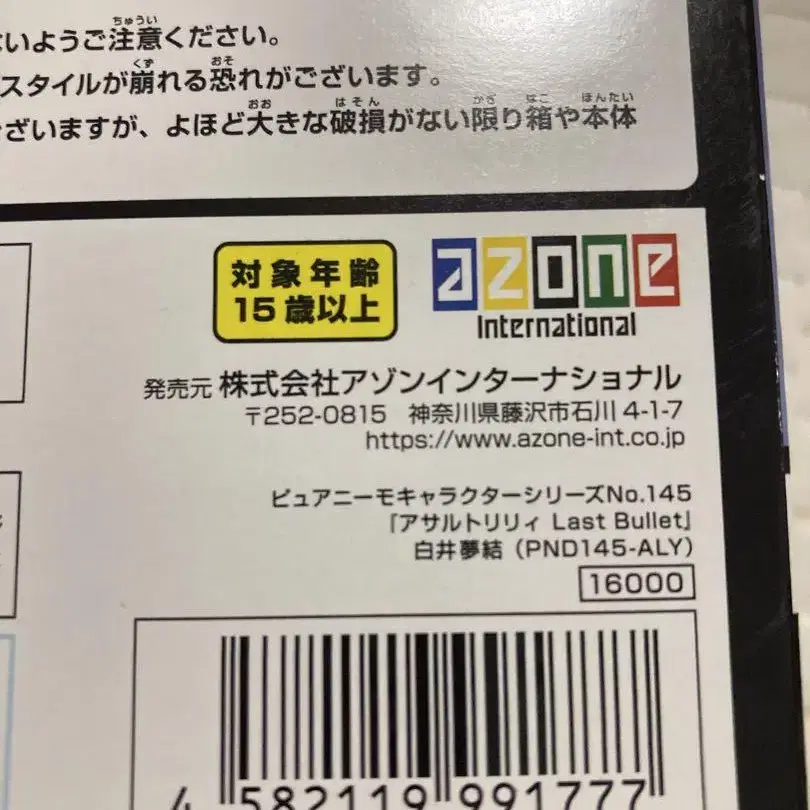 ないようご注意ください。
スタイルが崩れる恐れがございます。
ございますが、よほど大きな破損がない限り箱や本体
対象年齢
15歳以上
azone
International
発売元 株式会社アゾンインターナショナル
〒252-0815 神奈川県藤沢市石川 4-1-7
https://www.azone-int.co.jp
ピュアニーモキャラクターシリーズNo.145
「アサルトリリィ Last Bullet」
白井夢結（PND145-ALY）
16000
4 582119 991777